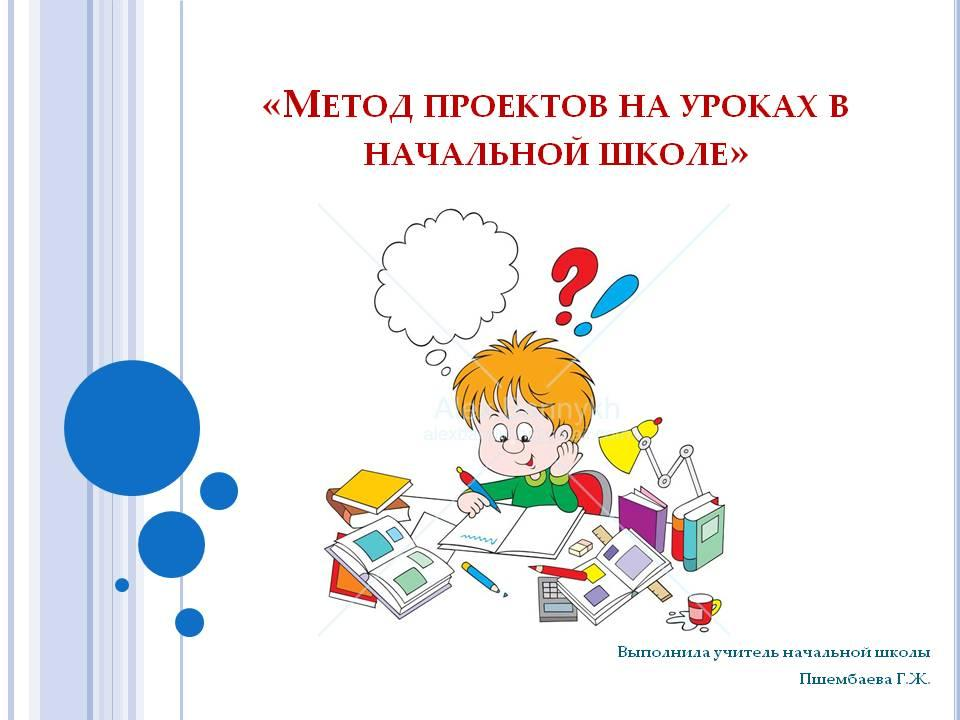 «Метод проектов на уроках в
начальной школе»
Выполнила учитель начальной школы
Пшембаева Г.Ж.